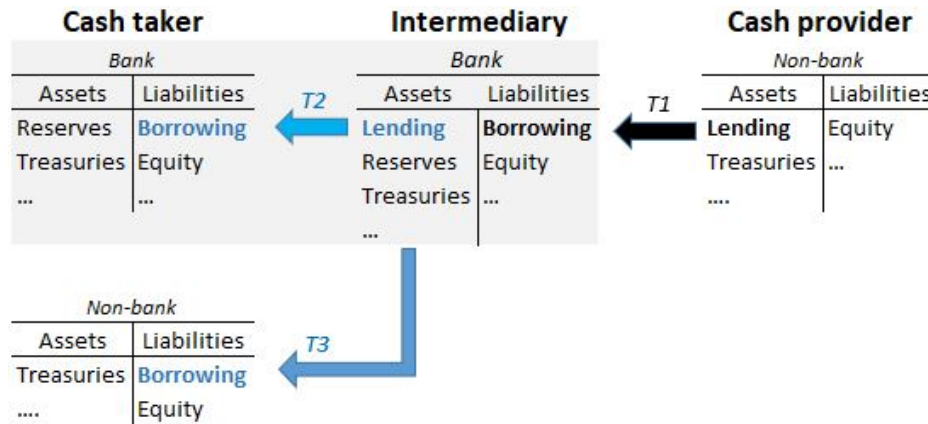 Cash taker Intermediary Cash provider
Bank Bank Non-bank
Assets Liabilities T2 Assets Liabilities T1 Assets Liabilities
Reserves Borrowing Lending Borrowing Lending Equity
Treasuries Equity Reserves Equity Treasuries ...
... ... Treasuries ... ....
...
Non-bank
Assets Liabilities T3
Treasuries Borrowing
.... Equity